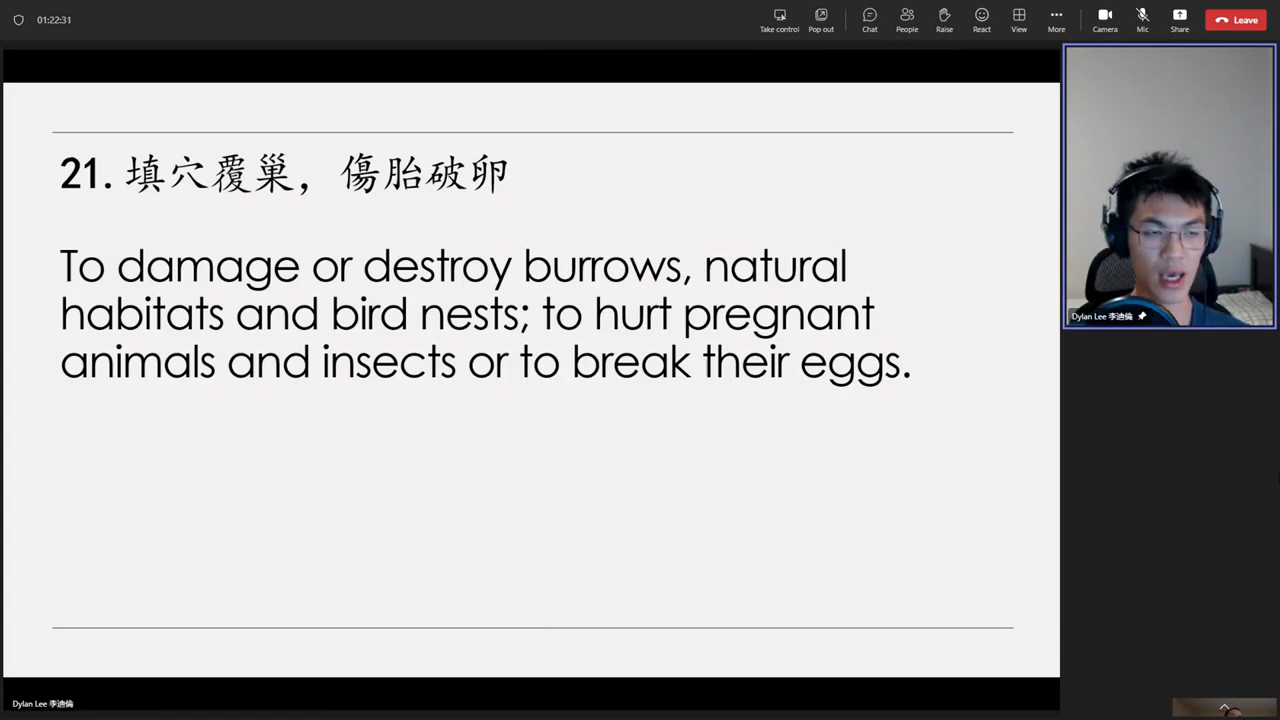 01:22:31
Take control
Pop out
Chat
People
Raise
React
View
More
Camera
Mic
Share
Leave
21. 填穴覆巢，傷胎破卵
To damage or destroy burrows, natural
habitats and bird nests; to hurt pregnant
animals and insects or to break their eggs.
Dylan Lee 李迪倫
Dylan Lee 李迪倫